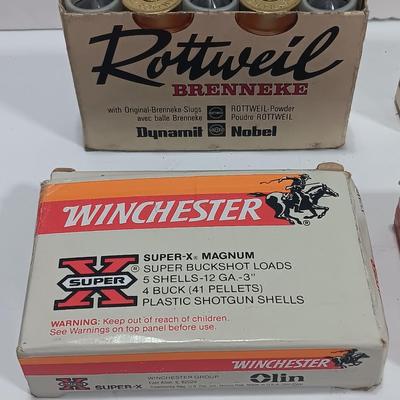 Rottweil
BRENNEKE
with Original-Brenneke-Slugs
avec balle Brenneke
ROTTWEIL-Powder
Poudre ROTTWEIL
Dynamit Nobel
WINCHESTER
X
SUPER
®
SUPER-X® MAGNUM
SUPER BUCKSHOT LOADS
5 SHELLS-12 GA.-3"
4 BUCK (41 PELLETS)
PLASTIC SHOTGUN SHELLS
WARNING: Keep out of reach of children.
See Warnings on top panel before use.
X SUPER-X
WINCHESTER GROUP
Olin